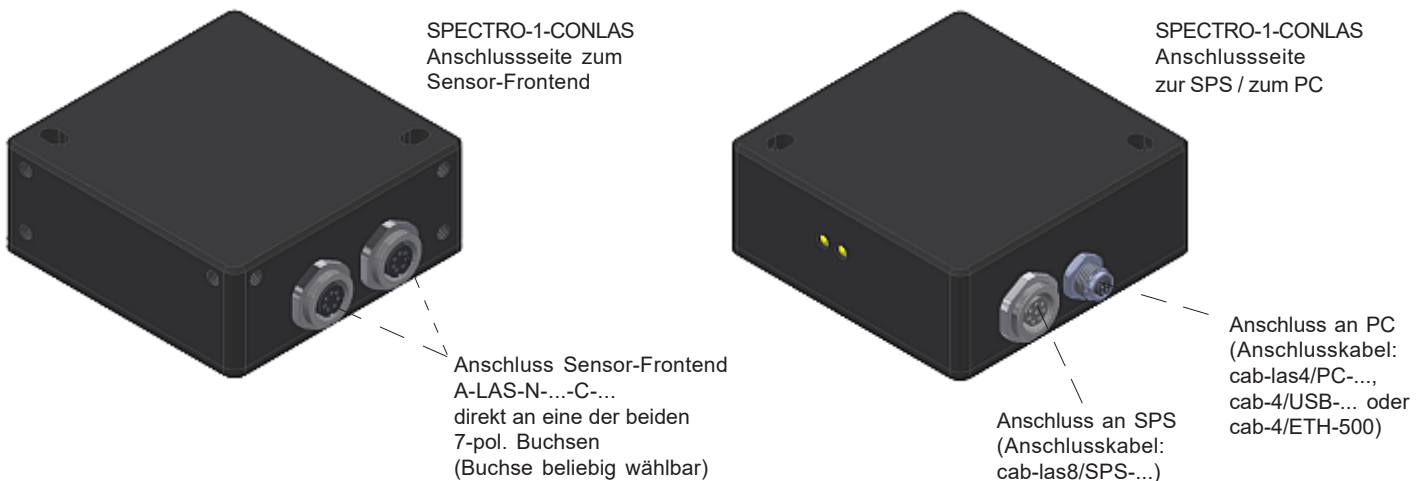 SPECTRO-1-CONLAS
Anschlussseite zum
Sensor-Frontend
SPECTRO-1-CONLAS
Anschlussseite
zur SPS / zum PC
Anschluss Sensor-Frontend
A-LAS-N-...-C-...
direkt an eine der beiden
7-pol. Buchsen
(Buchse beliebig wählbar)
Anschluss an SPS
(Anschlusskabel:
cab-las8/SPS-...)
Anschluss an PC
(Anschlusskabel:
cab-las4/PC-...,
cab-4/USB-... oder
cab-4/ETH-500)